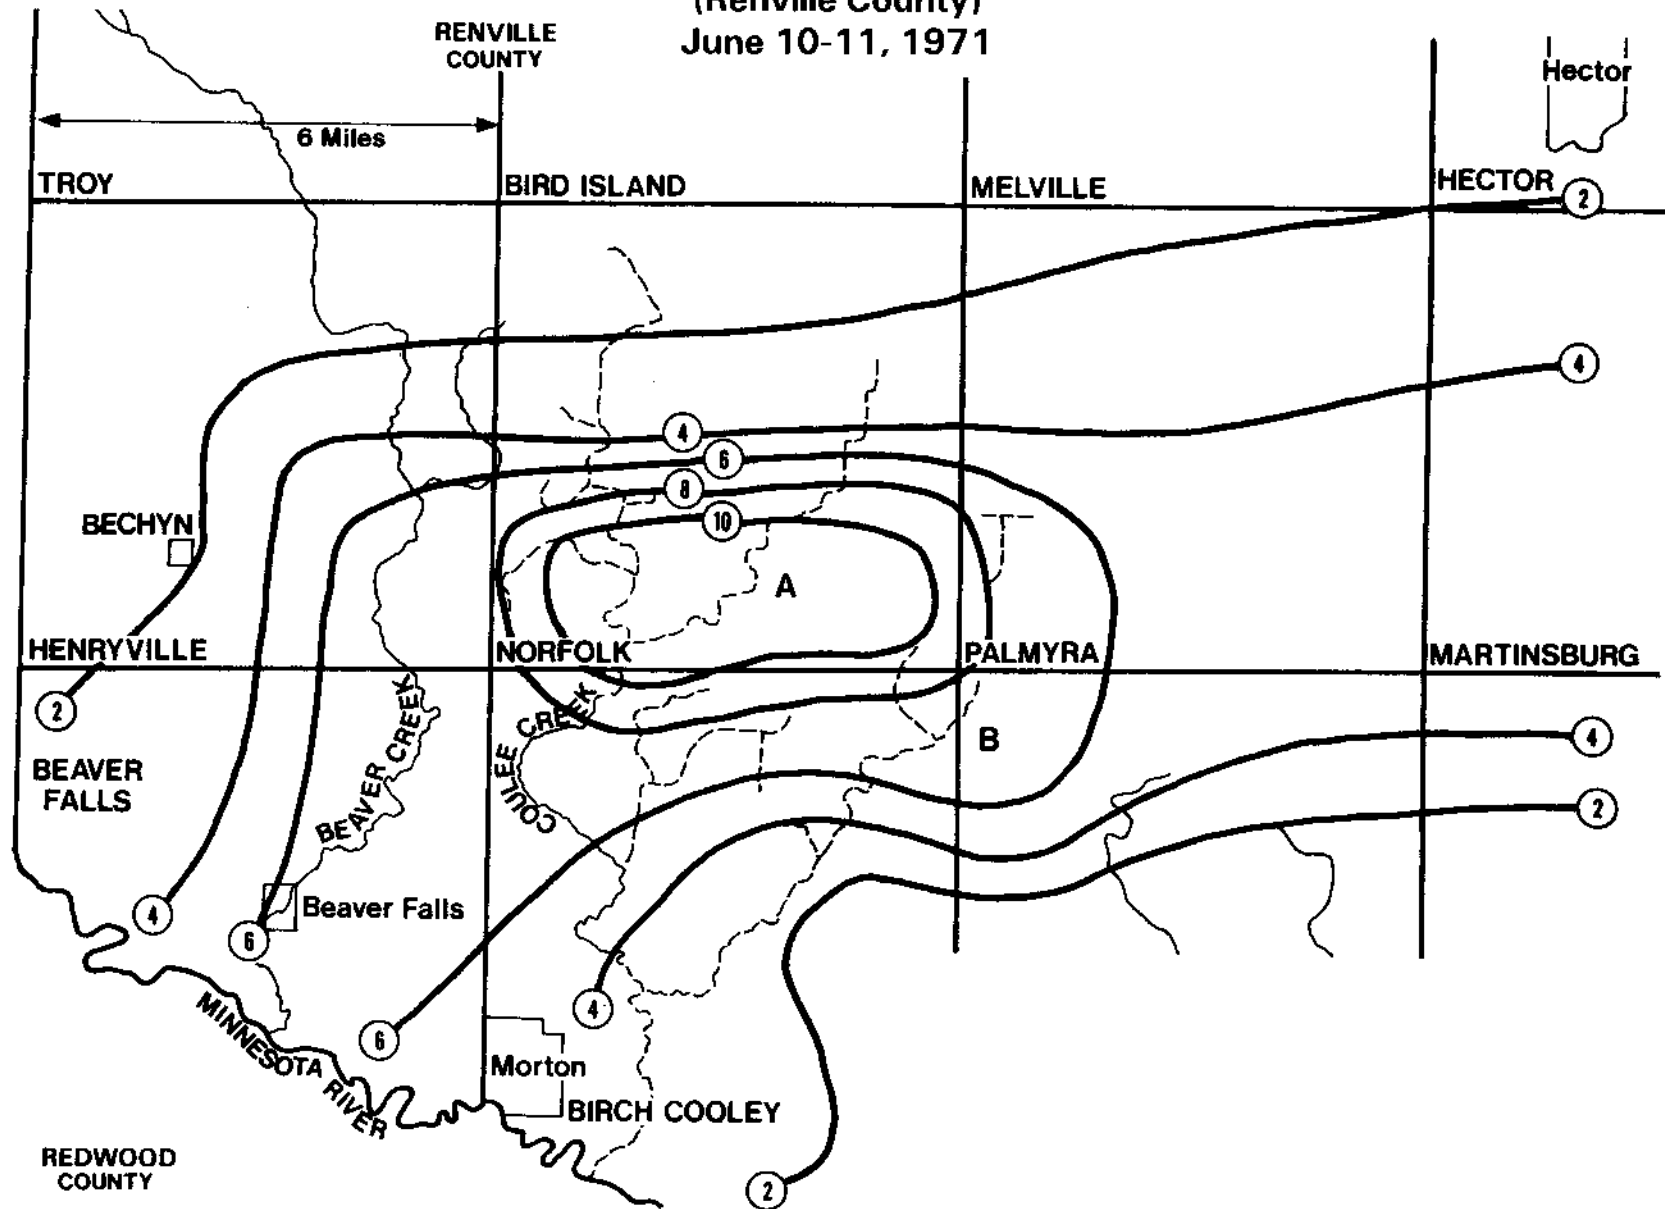 (Renville County)
June 10-11, 1971
RENVILLE
COUNTY
Hector
6 Miles
TROY
BIRD ISLAND
MELVILLE
HECTOR
2
4
4
6
8
10
BECHYN
A
HENRYVILLE
NORFOLK
PALMYRA
MARTINSBURG
2
BEAVER CREEK
COULEE CREEK
B
4
BEAVER
FALLS
2
4
Beaver Falls
6
4
6
MINNESOTA RIVER
Morton
BIRCH COOLEY
REDWOOD
COUNTY
2